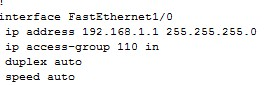 !
interface FastEthernet1/0
ip address 192.168.1.1 255.255.255.0
ip access-group 110 in
duplex auto
speed auto